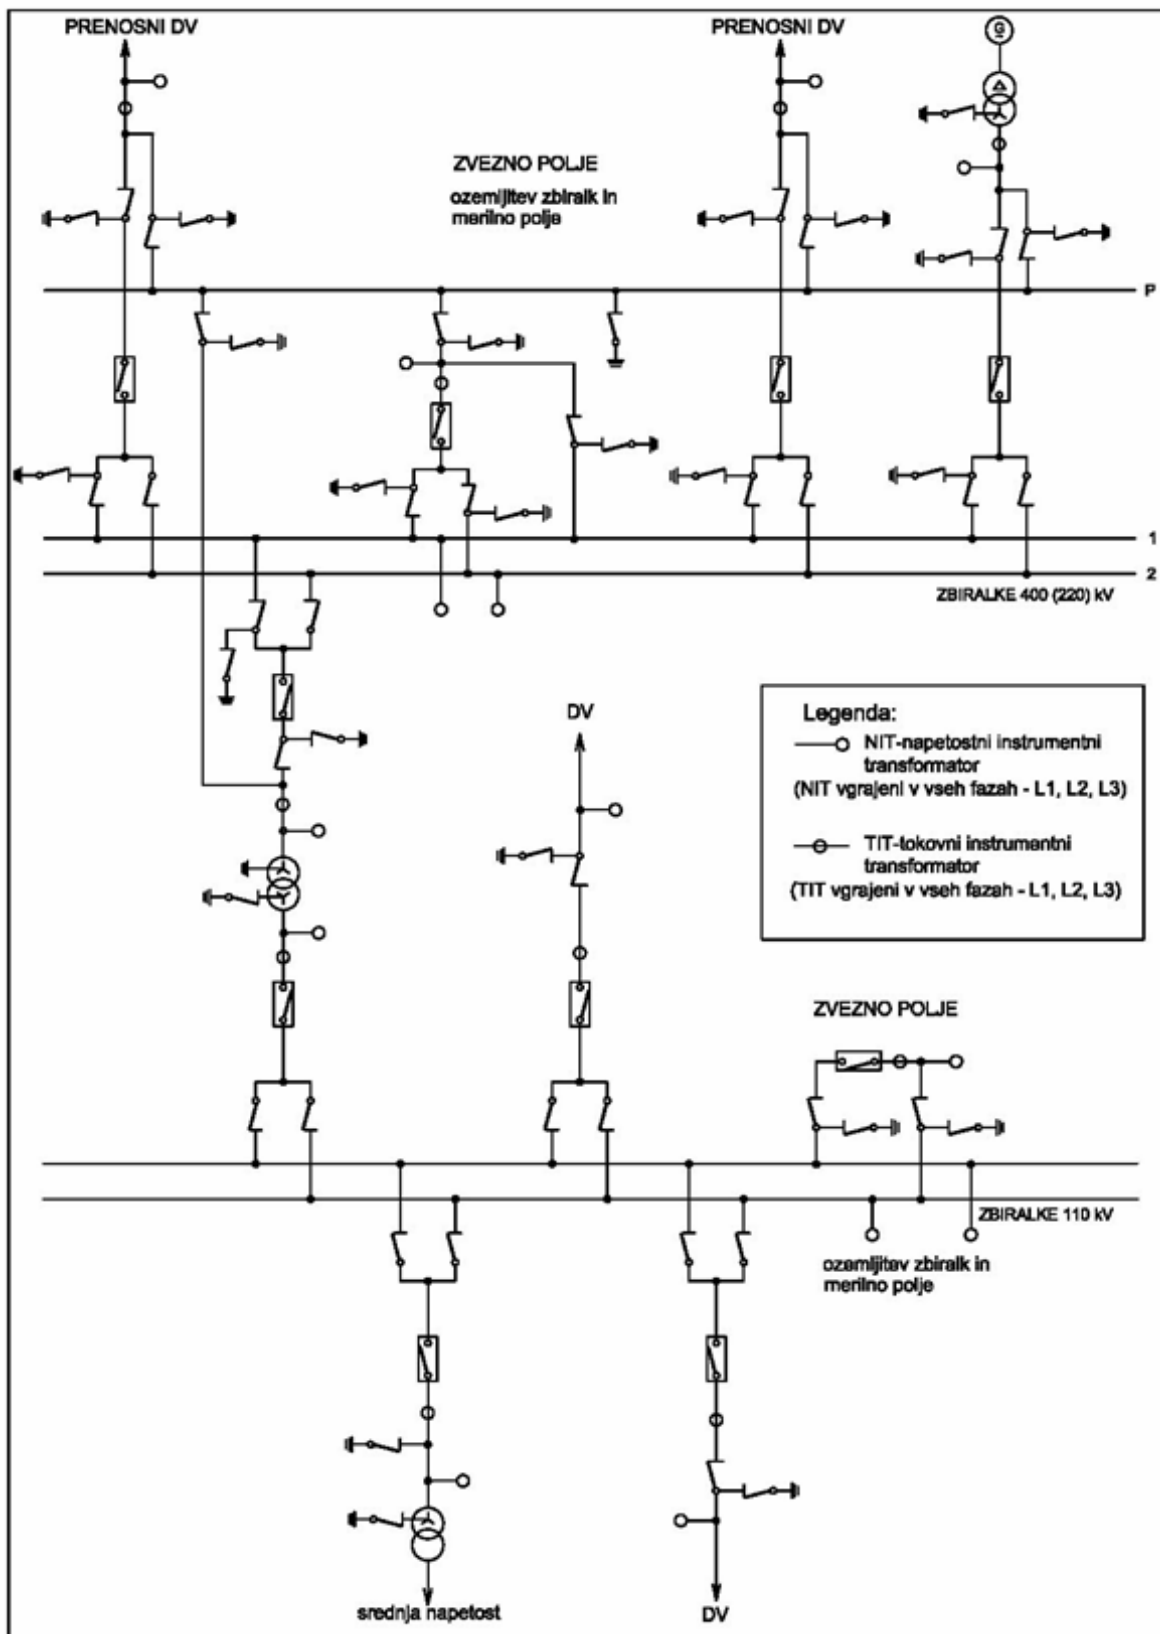 PRENOSNI DV
PRENOSNI DV
G
ZVEZNO POLJE
ozemljitev zbiralk in
merilno polje
P
1
2
ZBIRALKE 400 (220) kV
DV
Legenda:
NIT-napetostni instrumentni
transformator
(NIT vgrajeni v vseh fazah - L1, L2, L3)
TIT-tokovni instrumentni
transformator
(TIT vgrajeni v vseh fazah - L1, L2, L3)
ZVEZNO POLJE
ZBIRALKE 110 kV
ozemljitev zbiralk in
merilno polje
srednja napetost
DV